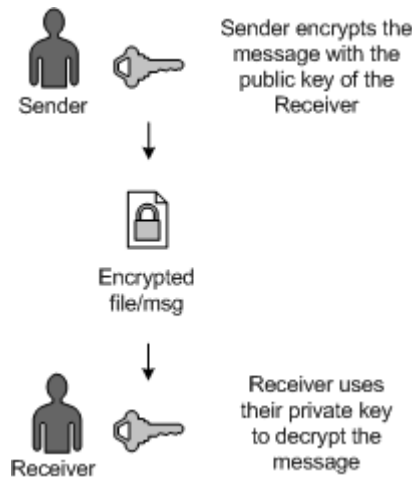 Sender encrypts the
message with the
public key of the
Receiver
Sender
Encrypted
file/msg
Receiver uses
their private key
to decrypt the
message
Receiver